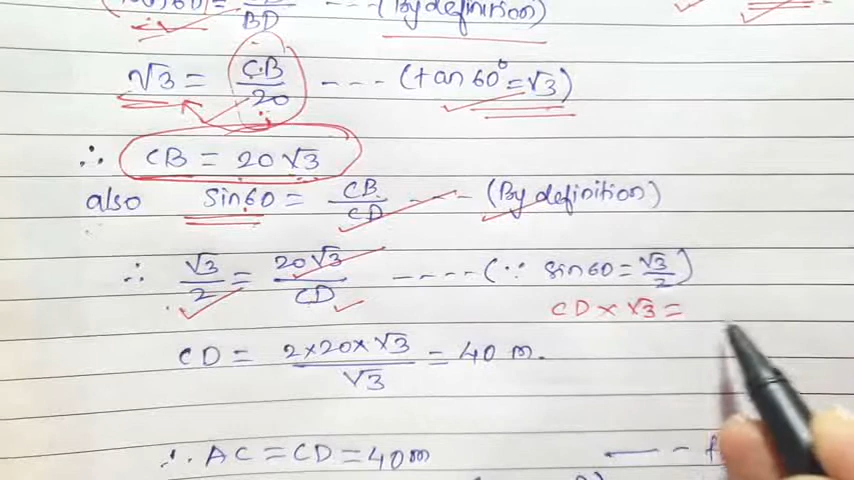 BD --- (By definition)
√3 = CB/20 --- (tan 60° = √3)
∴ CB = 20√3
also sin60 = CB/CD --- (By definition)
∴ √3/2 = 20√3/CD ---- (∵ sin60 = √3/2)
CD × √3 =
CD = 2×20×√3/√3 = 40 m.
∴ AC = CD = 40m